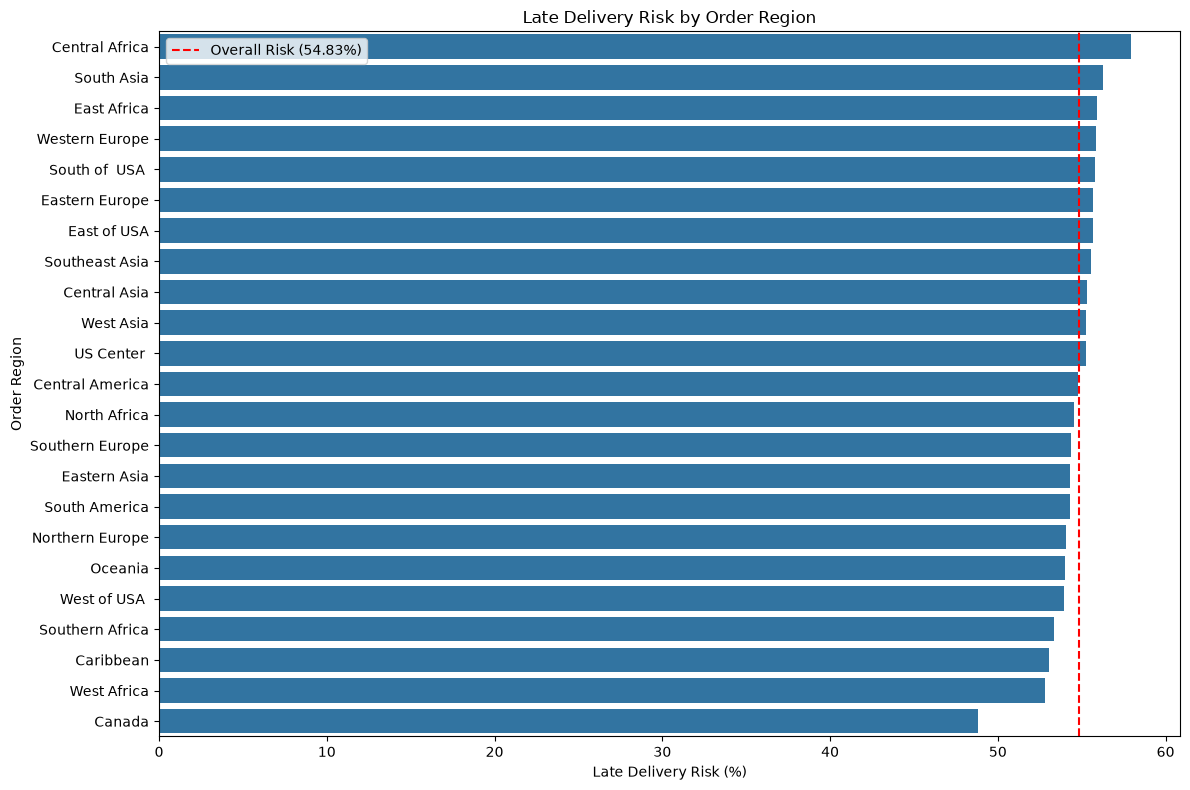 Late Delivery Risk by Order Region
Overall Risk (54.83%)
Order Region
Central Africa
South Asia
East Africa
Western Europe
South of  USA
Eastern Europe
East of USA
Southeast Asia
Central Asia
West Asia
US Center
Central America
North Africa
Southern Europe
Eastern Asia
South America
Northern Europe
Oceania
West of USA
Southern Africa
Caribbean
West Africa
Canada
0 10 20 30 40 50 60
Late Delivery Risk (%)